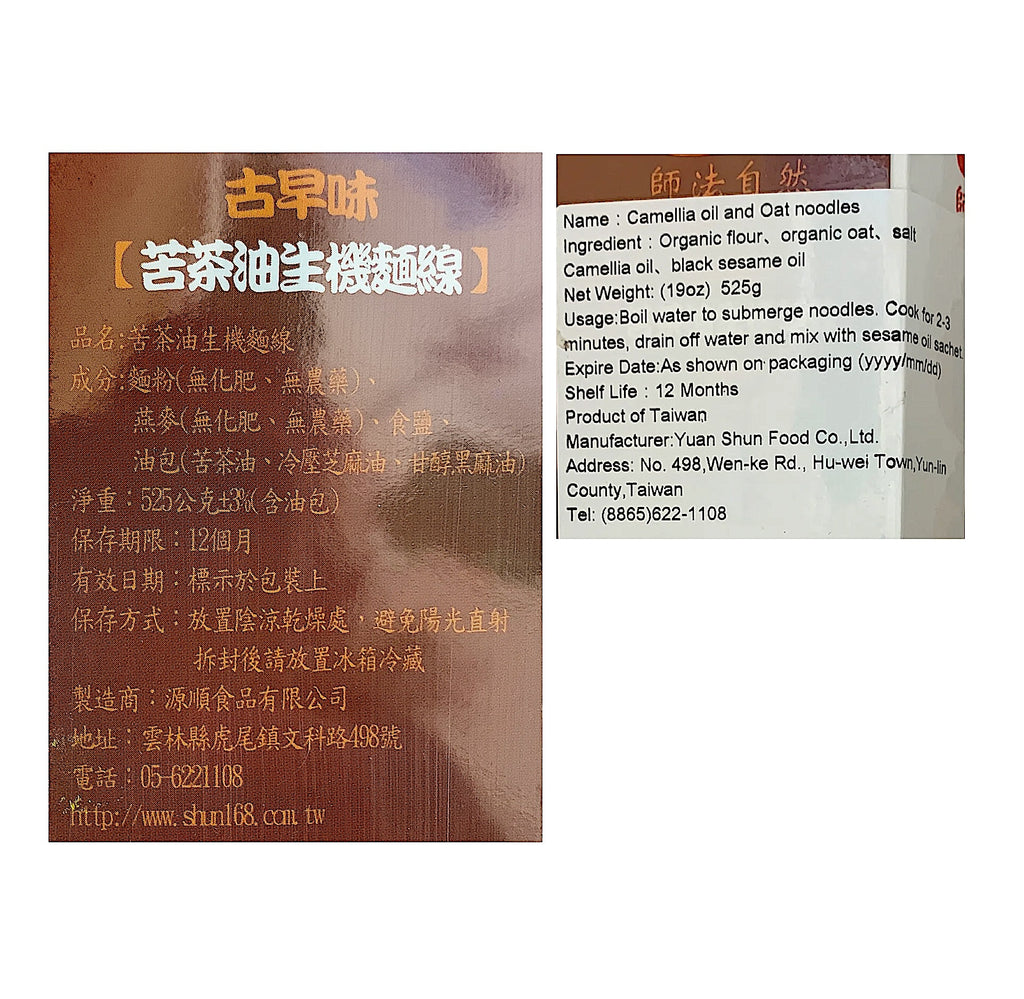 古早味
【苦茶油生機麵線】
品名:苦茶油生機麵線
成分:麵粉(無化肥、無農藥)、
燕麥(無化肥、無農藥)、食鹽、
油包(苦茶油、冷壓芝麻油、甘醇黑麻油)
淨重：525公克±3%(含油包)
保存期限：12個月
有效日期：標示於包裝上
保存方式：放置陰涼乾燥處，避免陽光直射
拆封後請放置冰箱冷藏
製造商：源順食品有限公司
地址：雲林縣虎尾鎮文科路498號
電話：05-6221108
http://www.shun168.com.tw
師法自然
Name : Camellia oil and Oat noodles
Ingredient : Organic flour、organic oat、salt
Camellia oil、black sesame oil
Net Weight: (19oz) 525g
Usage:Boil water to submerge noodles. Cook for 2-3
minutes, drain off water and mix with sesame oil sachet.
Expire Date:As shown on packaging (yyyy/mm/dd)
Shelf Life : 12 Months
Product of Taiwan
Manufacturer:Yuan Shun Food Co.,Ltd.
Address: No. 498,Wen-ke Rd., Hu-wei Town,Yun-lin
County,Taiwan
Tel: (8865)622-1108